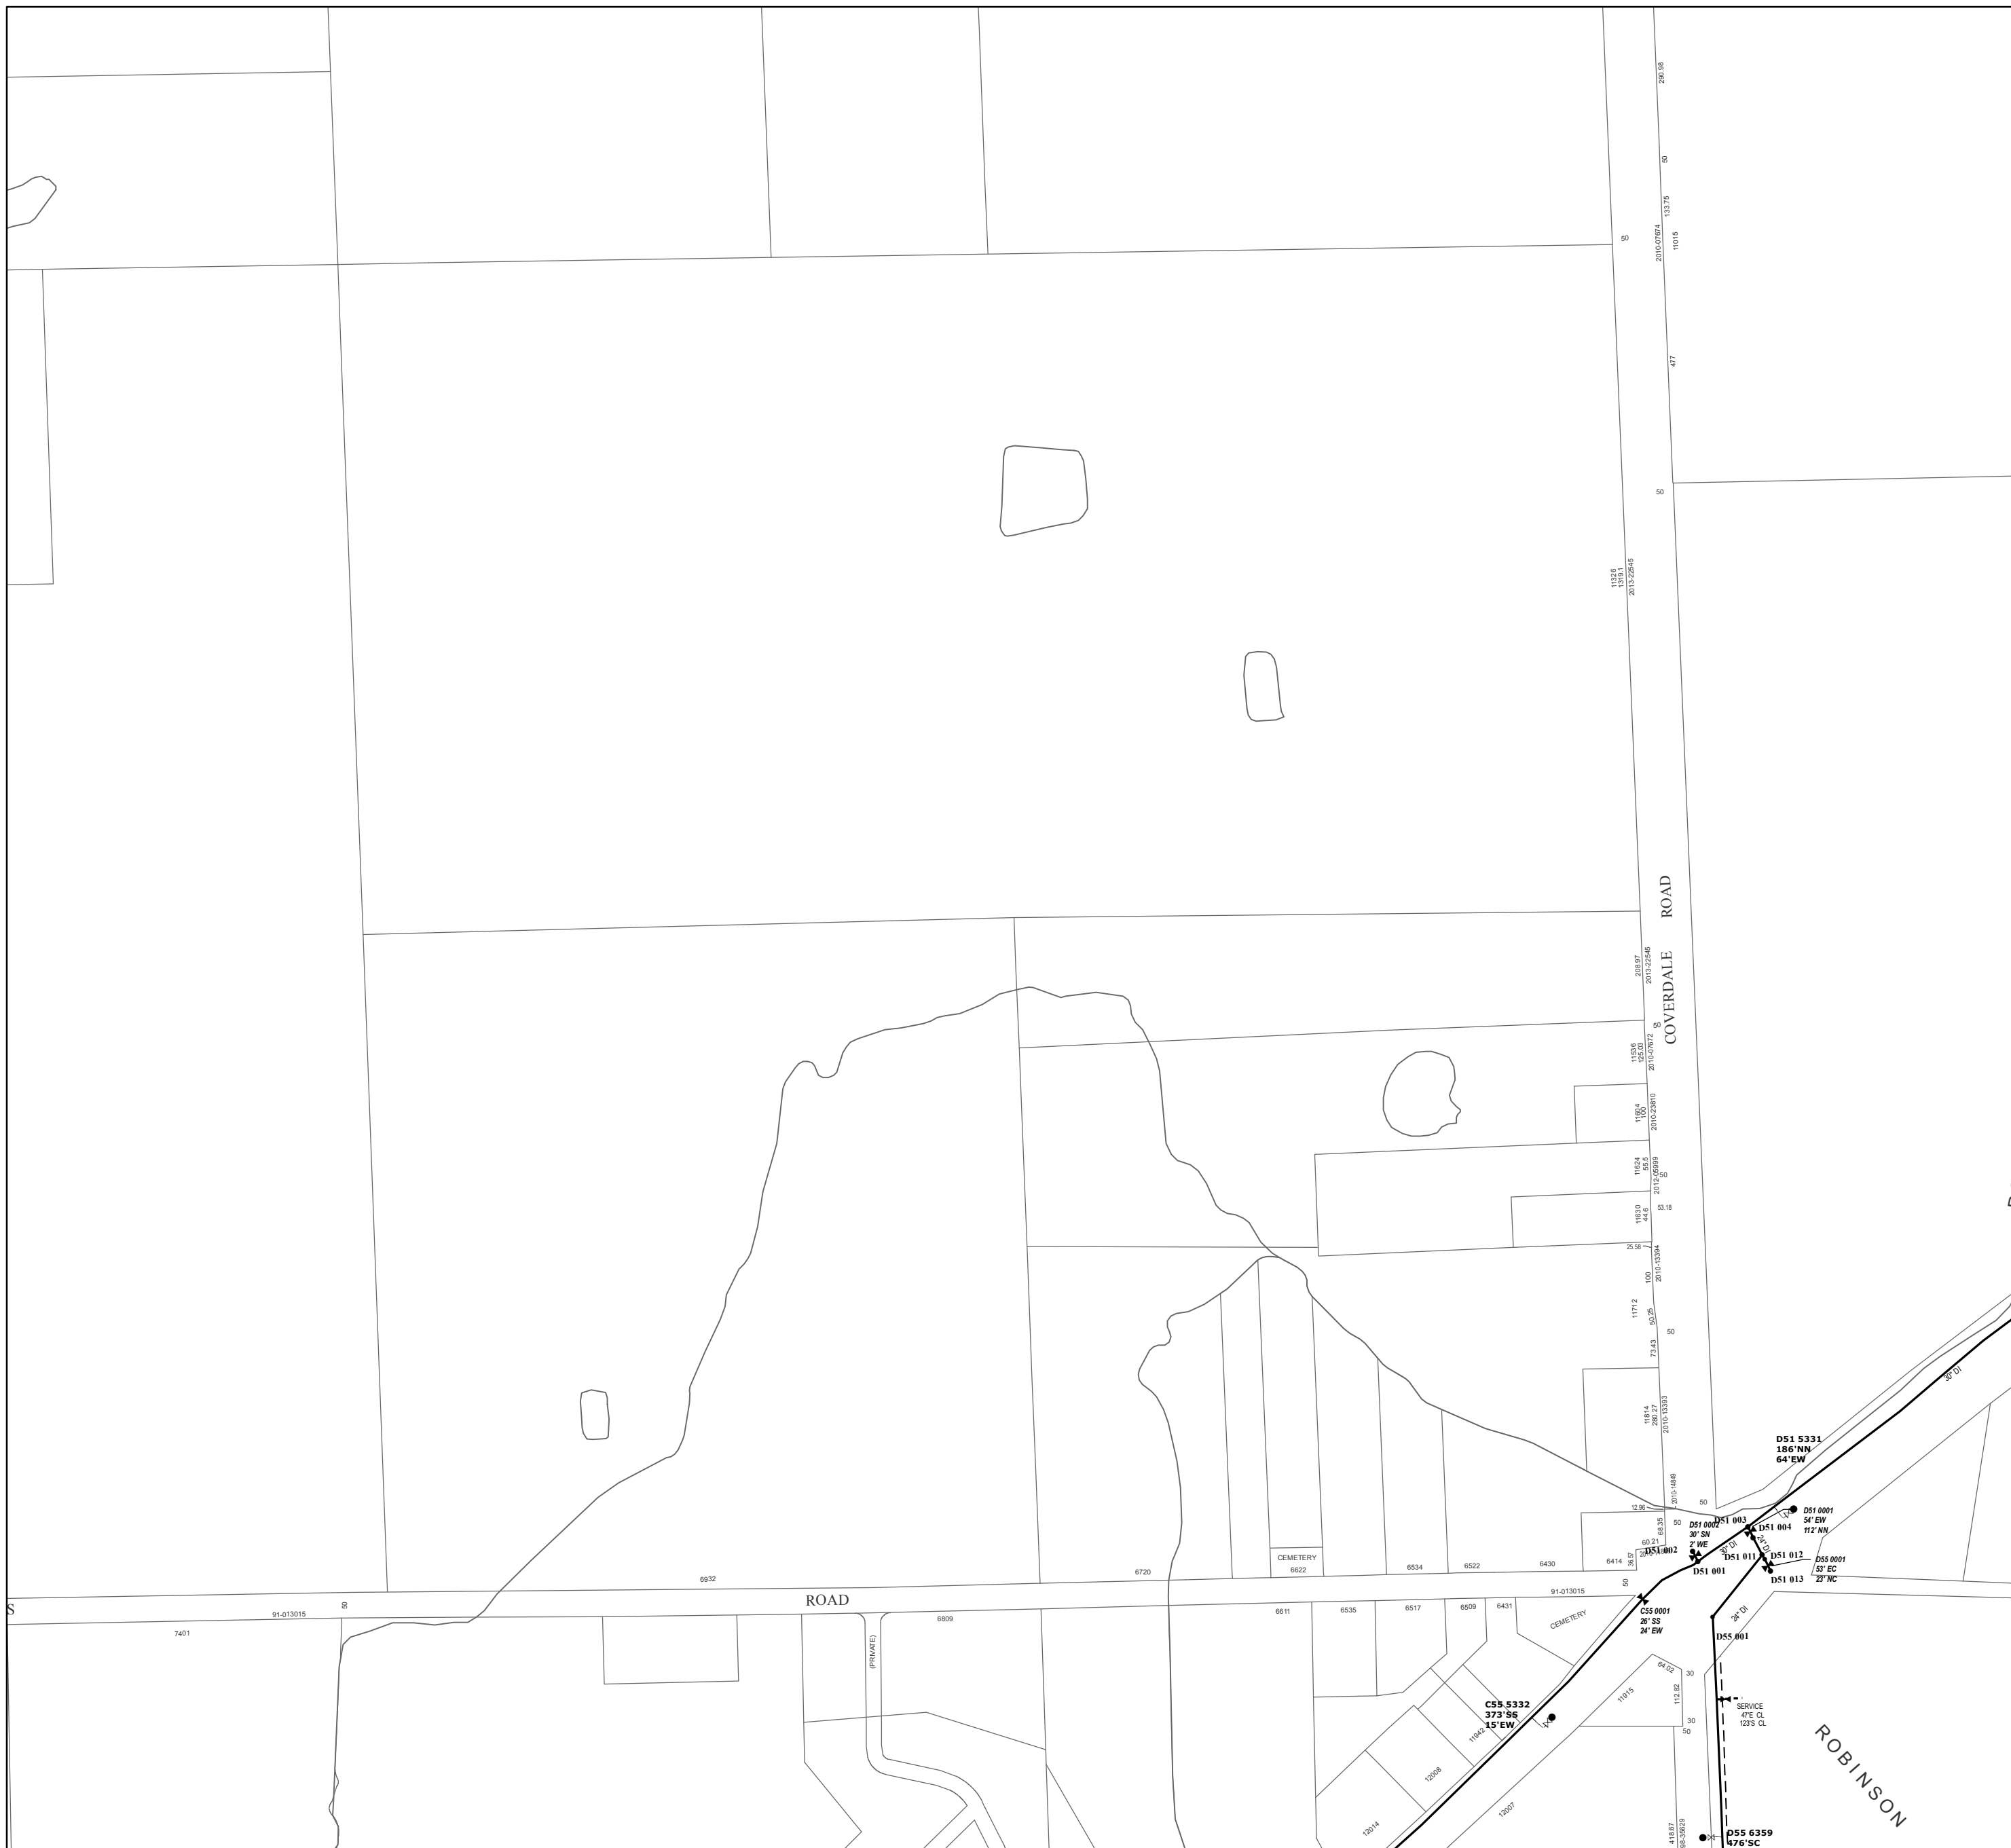 290.98
50
133.75
2010-07674
11015
50
477
50
11326
1319.1
2013-22545
COVERDALE ROAD
208.97
2013-22545
50
11536
125.03
2010-07672
11604
100
2010-23810
11624
55.5
2012-05999
50
11630
44.6
53.18
25.58
2010-13394
100
11712
50.25
50
73.43
11814
280.27
2010-13393
30" DI
D51 5331
186'NN
64'EW
2010-14849
12.96
50
50
68.35
60.21
36.57
D51 0001
54' EW
112' NN
D51 003
D51 004
D51 0002
30' SN
2' WE
D51 002
D51 001
30" DI
24" DI
D51 011
D51 012
D51 013
D55 0001
53' EC
23' NC
CEMETERY
6622
6534
6522
6430
6414
6720
6932
50
S
91-013015
50
ROAD
91-013015
7401
6809
(PRIVATE)
6611
6535
6517
6509
6431
CEMETERY
C55 0001
26' SS
24' EW
24" DI
D55 001
64.02
30
112.82
11915
30
50
SERVICE
47'E CL
123'S CL
C55 5332
373'SS
15'EW
11942
12008
12014
12007
ROBINSON
418.67
98-35629
D55 6359
476'SC